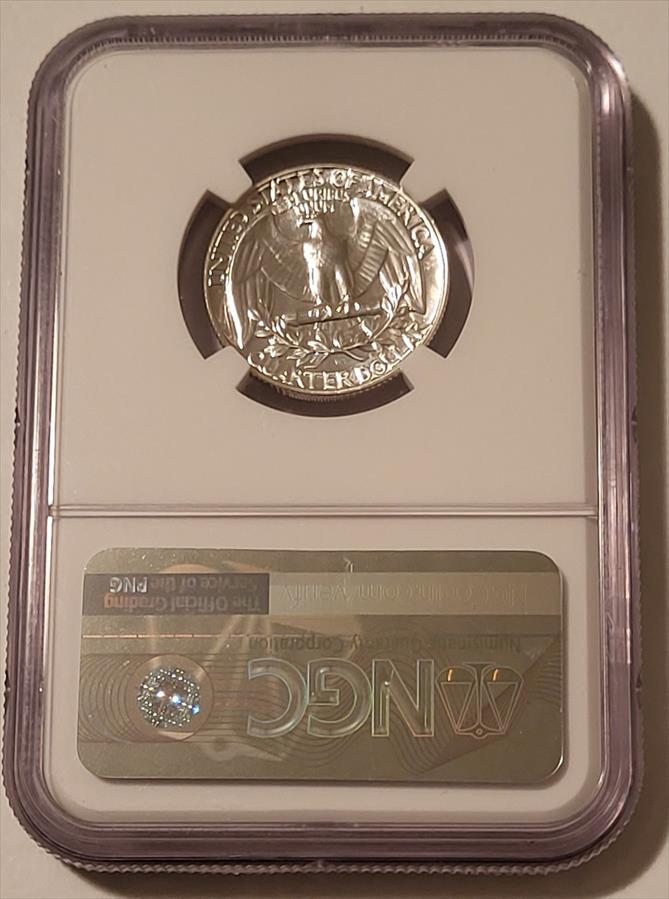 UNITED STATES OF AMERICA
E PLURIBUS
UNUM
QUARTER DOLLAR
NGC
Numismatic Guaranty Corporation
The Official Grading
Service of the PNG